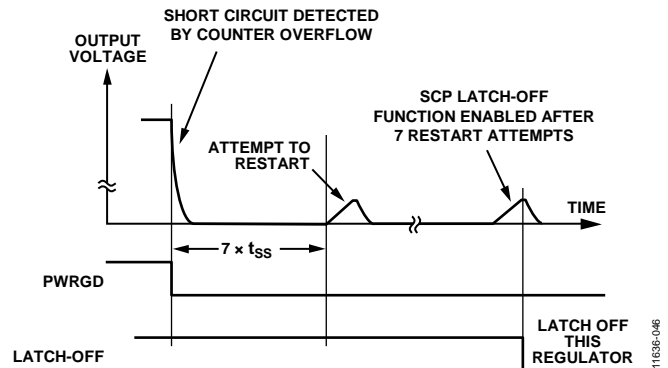 SHORT CIRCUIT DETECTED
BY COUNTER OVERFLOW
OUTPUT
VOLTAGE
SCP LATCH-OFF
FUNCTION ENABLED AFTER
7 RESTART ATTEMPTS
ATTEMPT TO
RESTART
TIME
7 × tSS
PWRGD
LATCH-OFF
LATCH OFF
THIS
REGULATOR
11636-046